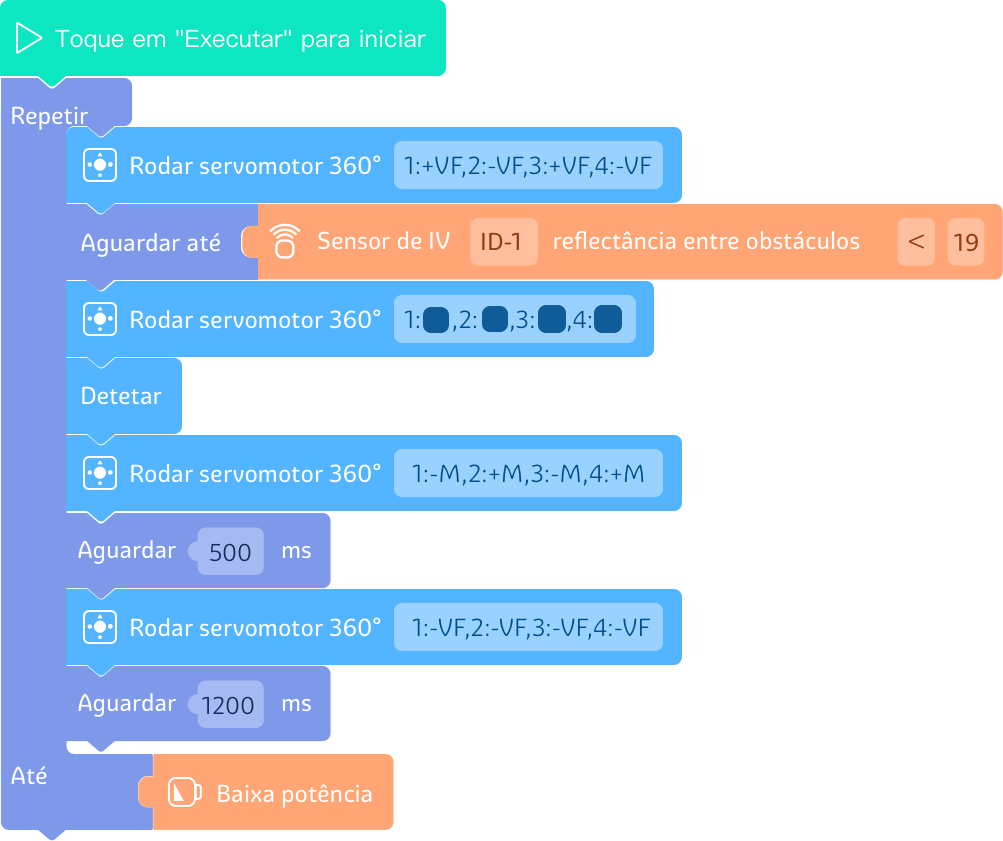 Toque em "Executar" para iniciar
Repetir
Rodar servomotor 360° 1:+VF,2:-VF,3:+VF,4:-VF
Aguardar até Sensor de IV ID-1 reflectância entre obstáculos < 19
Rodar servomotor 360° 1: ,2: ,3: ,4:
Detetar
Rodar servomotor 360° 1:-M,2:+M,3:-M,4:+M
Aguardar 500 ms
Rodar servomotor 360° 1:-VF,2:-VF,3:-VF,4:-VF
Aguardar 1200 ms
Até Baixa potência